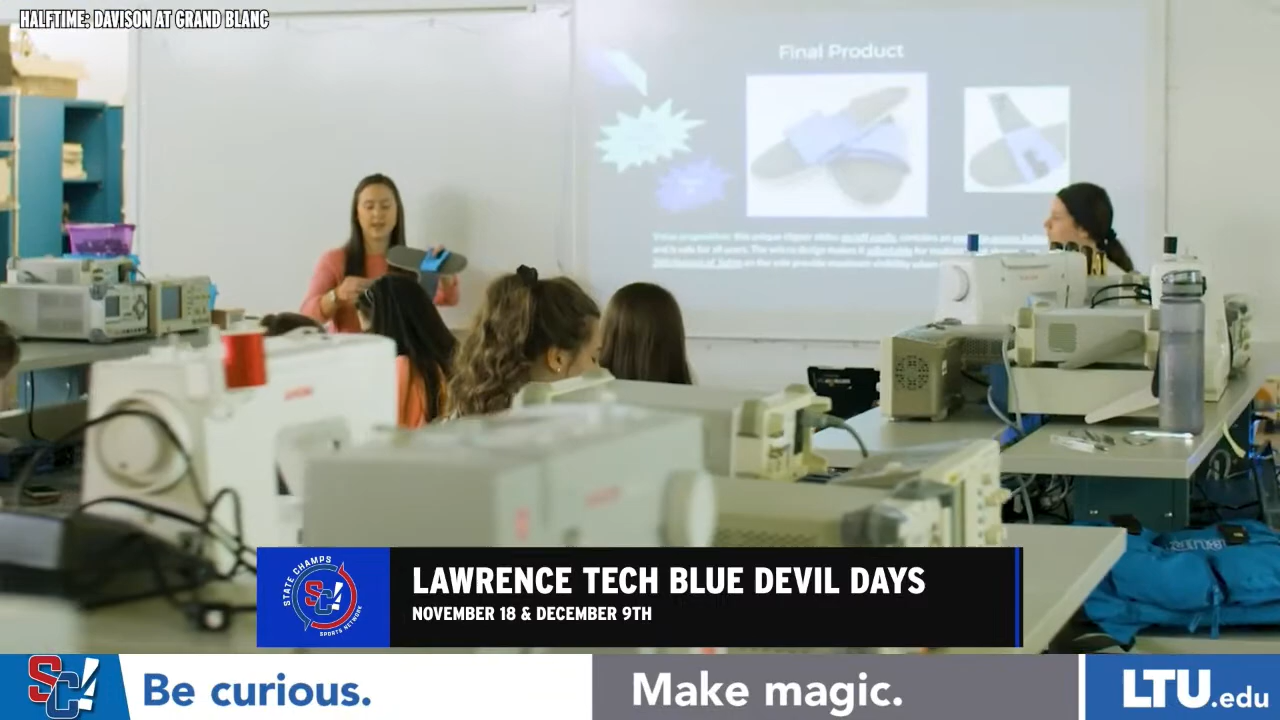 HALFTIME: DAVISON AT GRAND BLANC
Final Product
STATE CHAMPS
SC!
SPORTS NETWORK
LAWRENCE TECH BLUE DEVIL DAYS
NOVEMBER 18 & DECEMBER 9TH
SC!
Be curious.
Make magic.
LTU.edu